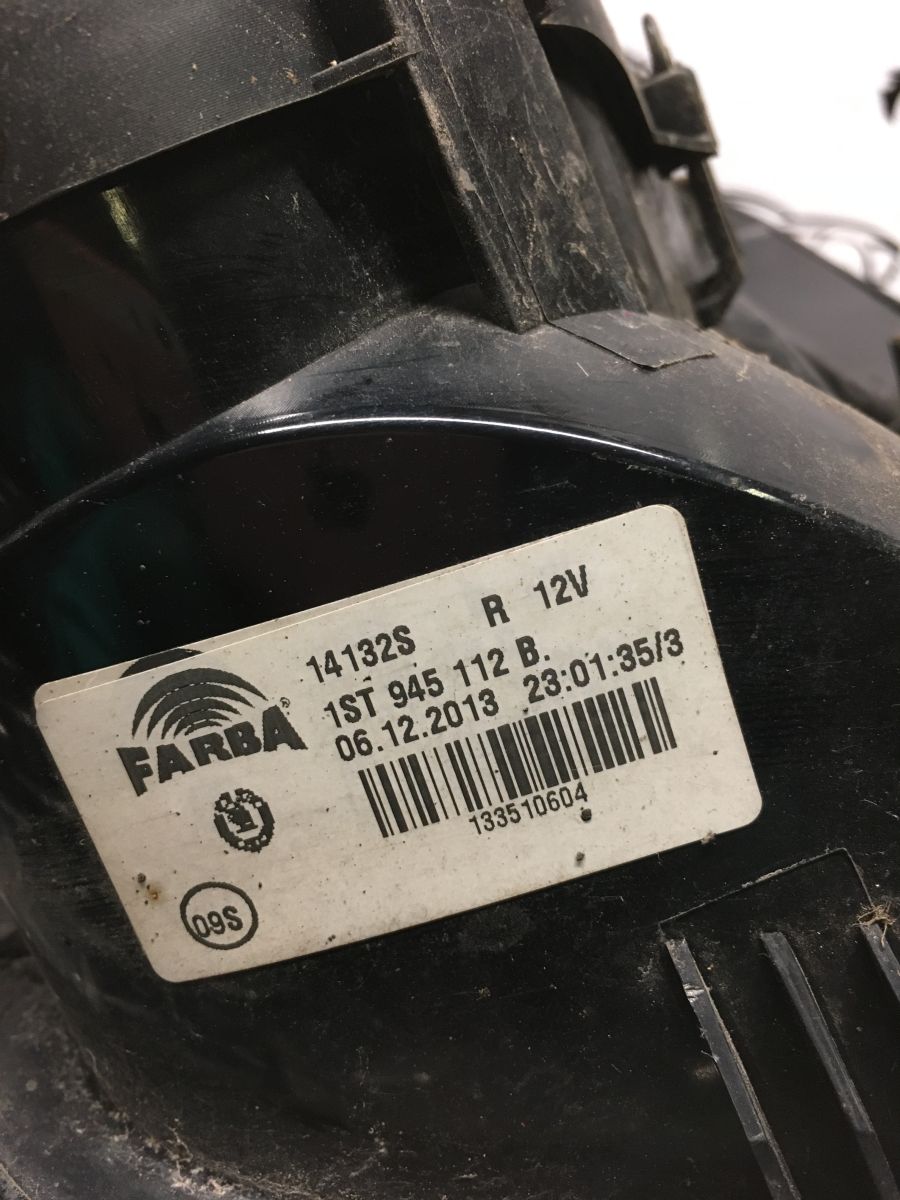 14132S R 12V
1ST 945 112 B.
06.12.2013 23:01:35/3
FARBA®
133510604
09S